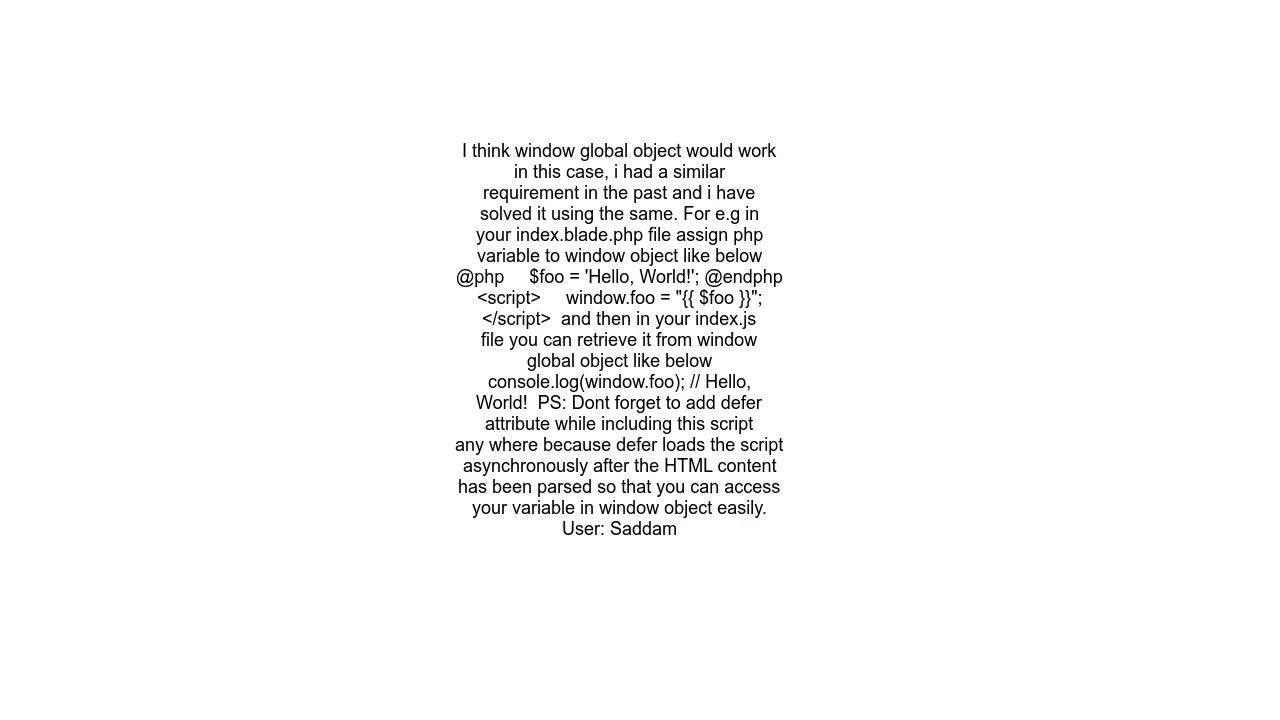 I think window global object would work
in this case, i had a similar
requirement in the past and i have
solved it using the same. For e.g in
your index.blade.php file assign php
variable to window object like below
@php     $foo = 'Hello, World!'; @endphp
<script>     window.foo = "{{ $foo }}";
</script>  and then in your index.js
file you can retrieve it from window
global object like below
console.log(window.foo); // Hello,
World!  PS: Dont forget to add defer
attribute while including this script
any where because defer loads the script
asynchronously after the HTML content
has been parsed so that you can access
your variable in window object easily.
User: Saddam